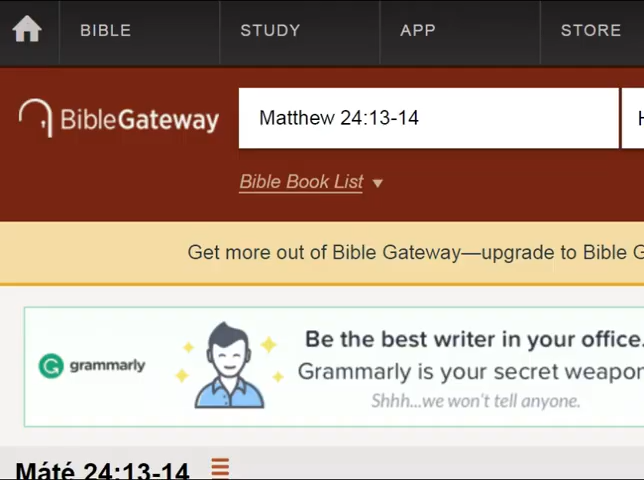 BIBLE STUDY APP STORE
BibleGateway Matthew 24:13-14 H
Bible Book List
Get more out of Bible Gateway—upgrade to Bible G
Be the best writer in your office.
grammarly Grammarly is your secret weapon
Shhh...we won't tell anyone.
Máté 24:13-14